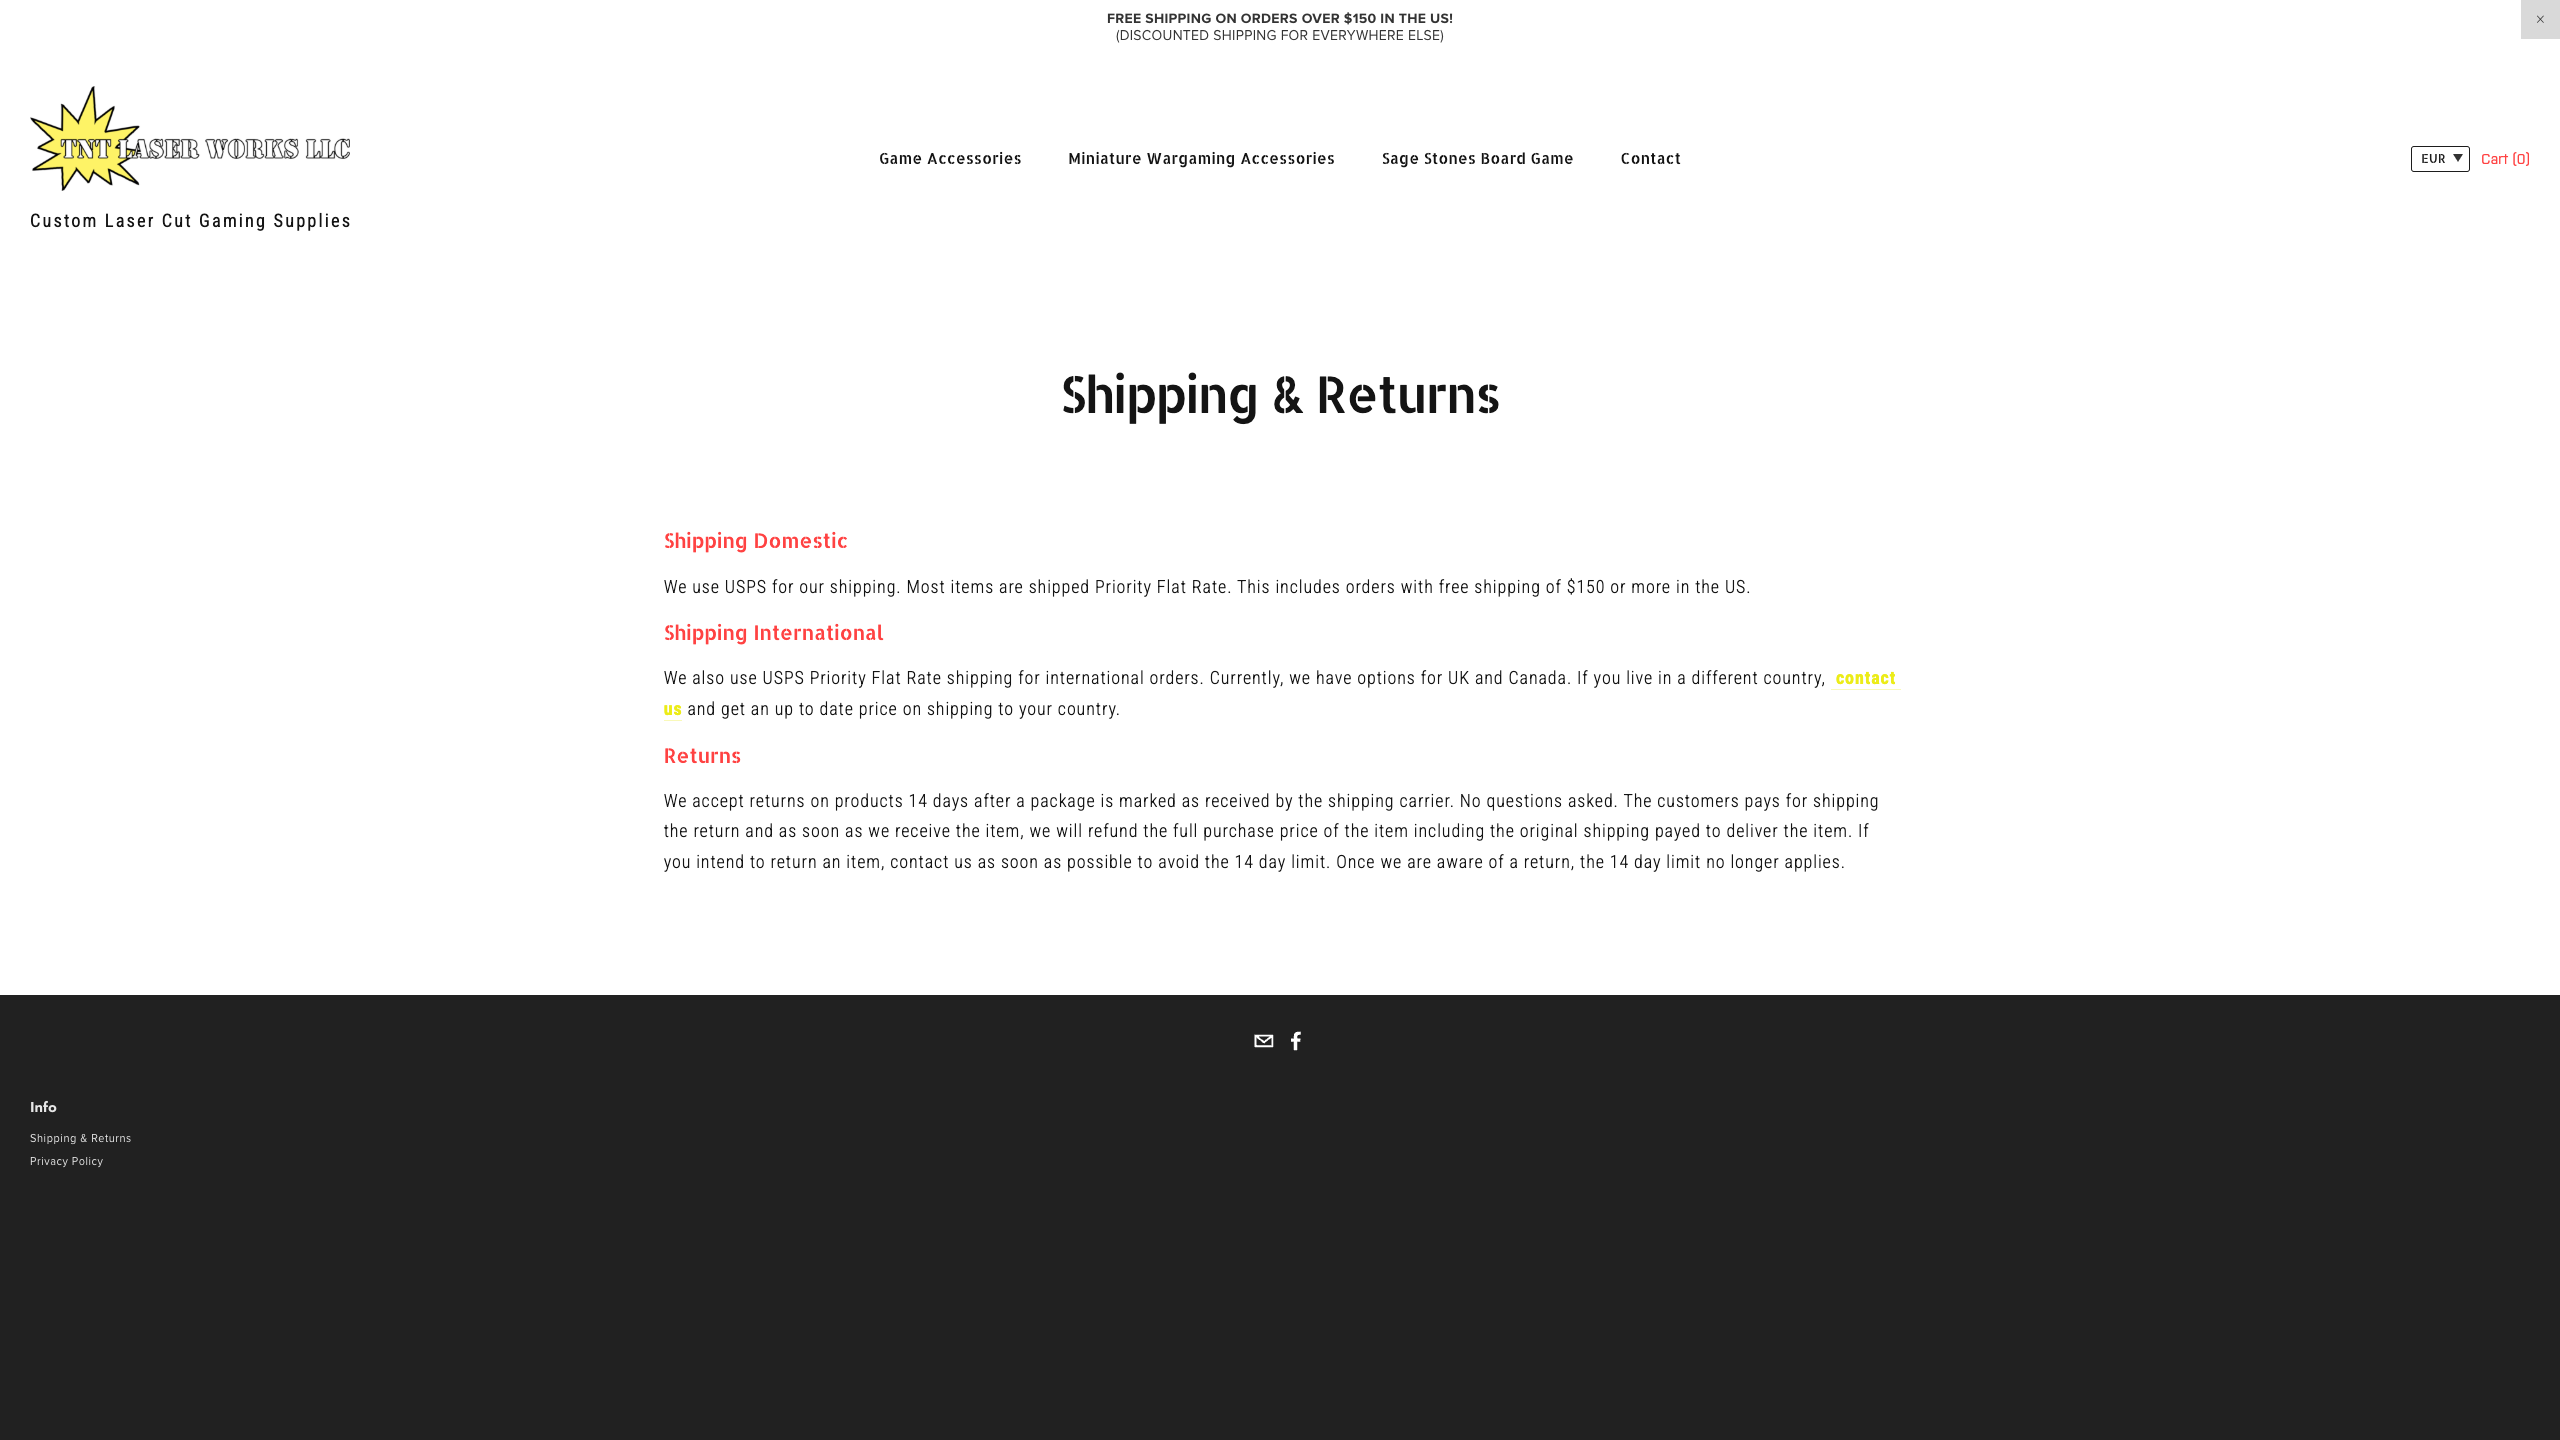 FREE SHIPPING ON ORDERS OVER $150 IN THE US!
(DISCOUNTED SHIPPING FOR EVERYWHERE ELSE)
x
TNT LASER WORKS LLC
Custom Laser Cut Gaming Supplies
Game Accessories
Miniature Wargaming Accessories
Sage Stones Board Game
Contact
EUR
Cart (0)
Shipping & Returns
Shipping Domestic
We use USPS for our shipping. Most items are shipped Priority Flat Rate. This includes orders with free shipping of $150 or more in the US.
Shipping International
We also use USPS Priority Flat Rate shipping for international orders. Currently, we have options for UK and Canada. If you live in a different country, contact
us and get an up to date price on shipping to your country.
Returns
We accept returns on products 14 days after a package is marked as received by the shipping carrier. No questions asked. The customers pays for shipping
the return and as soon as we receive the item, we will refund the full purchase price of the item including the original shipping payed to deliver the item. If
you intend to return an item, contact us as soon as possible to avoid the 14 day limit. Once we are aware of a return, the 14 day limit no longer applies.
Info
Shipping & Returns
Privacy Policy